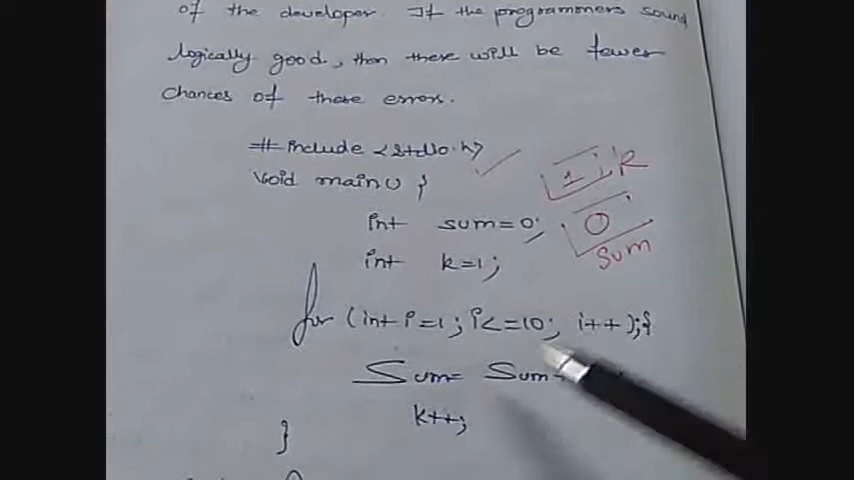 of the developer. If the programmers sound
logically good, then there will be fewer
chances of these errors.
# include <stdio.h>
void main() {
int sum=0;
int k=1;
for (int i=1; i<=10; i++);{
Sum= Sum+
k++;
}
1 i, k
0
Sum